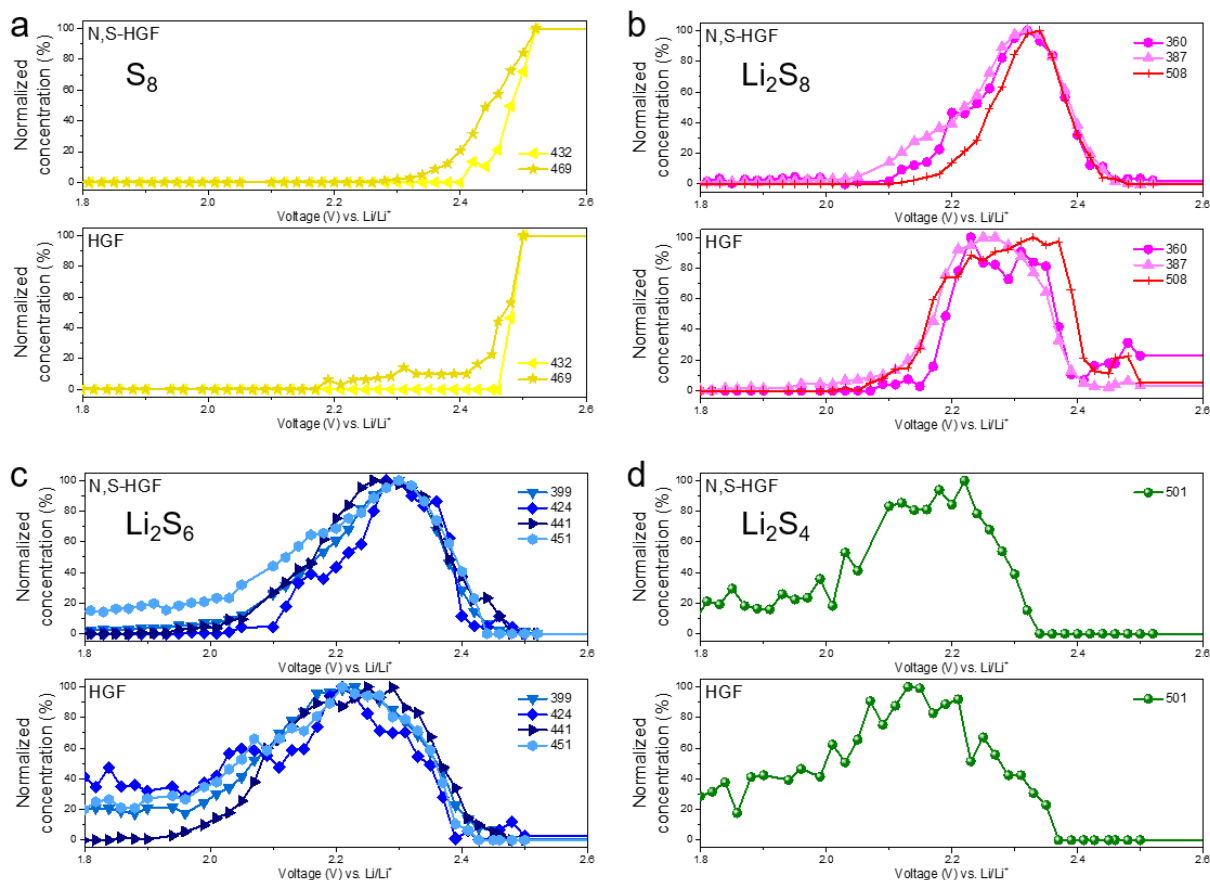 a
N,S-HGF
S8
Normalized
concentration (%)
100
80
60
40
20
0
432
469
1.8 2.0 2.2 2.4 2.6
Voltage (V) vs. Li/Li+
HGF
Normalized
concentration (%)
100
80
60
40
20
0
432
469
1.8 2.0 2.2 2.4 2.6
Voltage (V) vs. Li/Li+
b
N,S-HGF
Li2S8
Normalized
concentration (%)
100
80
60
40
20
0
360
387
508
1.8 2.0 2.2 2.4 2.6
Voltage (V) vs. Li/Li+
HGF
Normalized
concentration (%)
100
80
60
40
20
0
360
387
508
1.8 2.0 2.2 2.4 2.6
Voltage (V) vs. Li/Li+
c
N,S-HGF
Li2S6
Normalized
concentration (%)
100
80
60
40
20
0
399
424
441
451
1.8 2.0 2.2 2.4 2.6
Voltage (V) vs. Li/Li+
HGF
Normalized
concentration (%)
100
80
60
40
20
0
399
424
441
451
1.8 2.0 2.2 2.4 2.6
Voltage (V) vs. Li/Li+
d
N,S-HGF
Li2S4
Normalized
concentration (%)
100
80
60
40
20
0
501
1.8 2.0 2.2 2.4 2.6
Voltage (V) vs. Li/Li+
HGF
Normalized
concentration (%)
100
80
60
40
20
0
501
1.8 2.0 2.2 2.4 2.6
Voltage (V) vs. Li/Li+